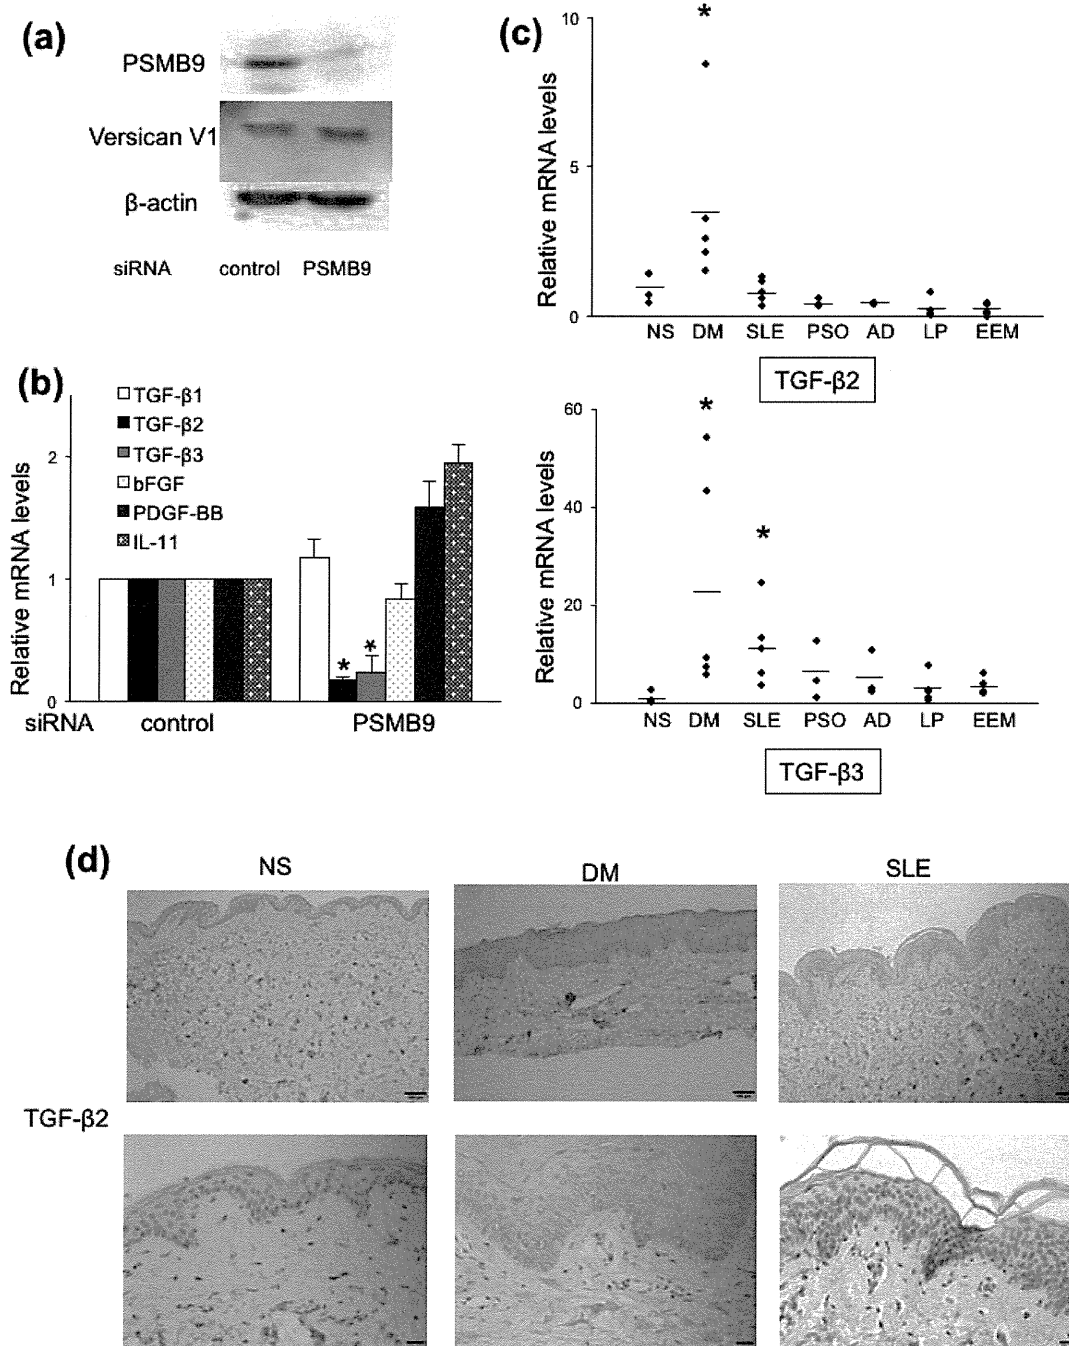 (a)
PSMB9
Versican V1
β-actin
siRNA control PSMB9
(b)
TGF-β1
TGF-β2
TGF-β3
bFGF
PDGF-BB
IL-11
Relative mRNA levels
2
1
0
* *
siRNA control PSMB9
(c)
Relative mRNA levels
10
5
0
*
NS DM SLE PSO AD LP EEM
TGF-β2
Relative mRNA levels
60
40
20
0
*
*
NS DM SLE PSO AD LP EEM
TGF-β3
(d)
NS DM SLE
TGF-β2